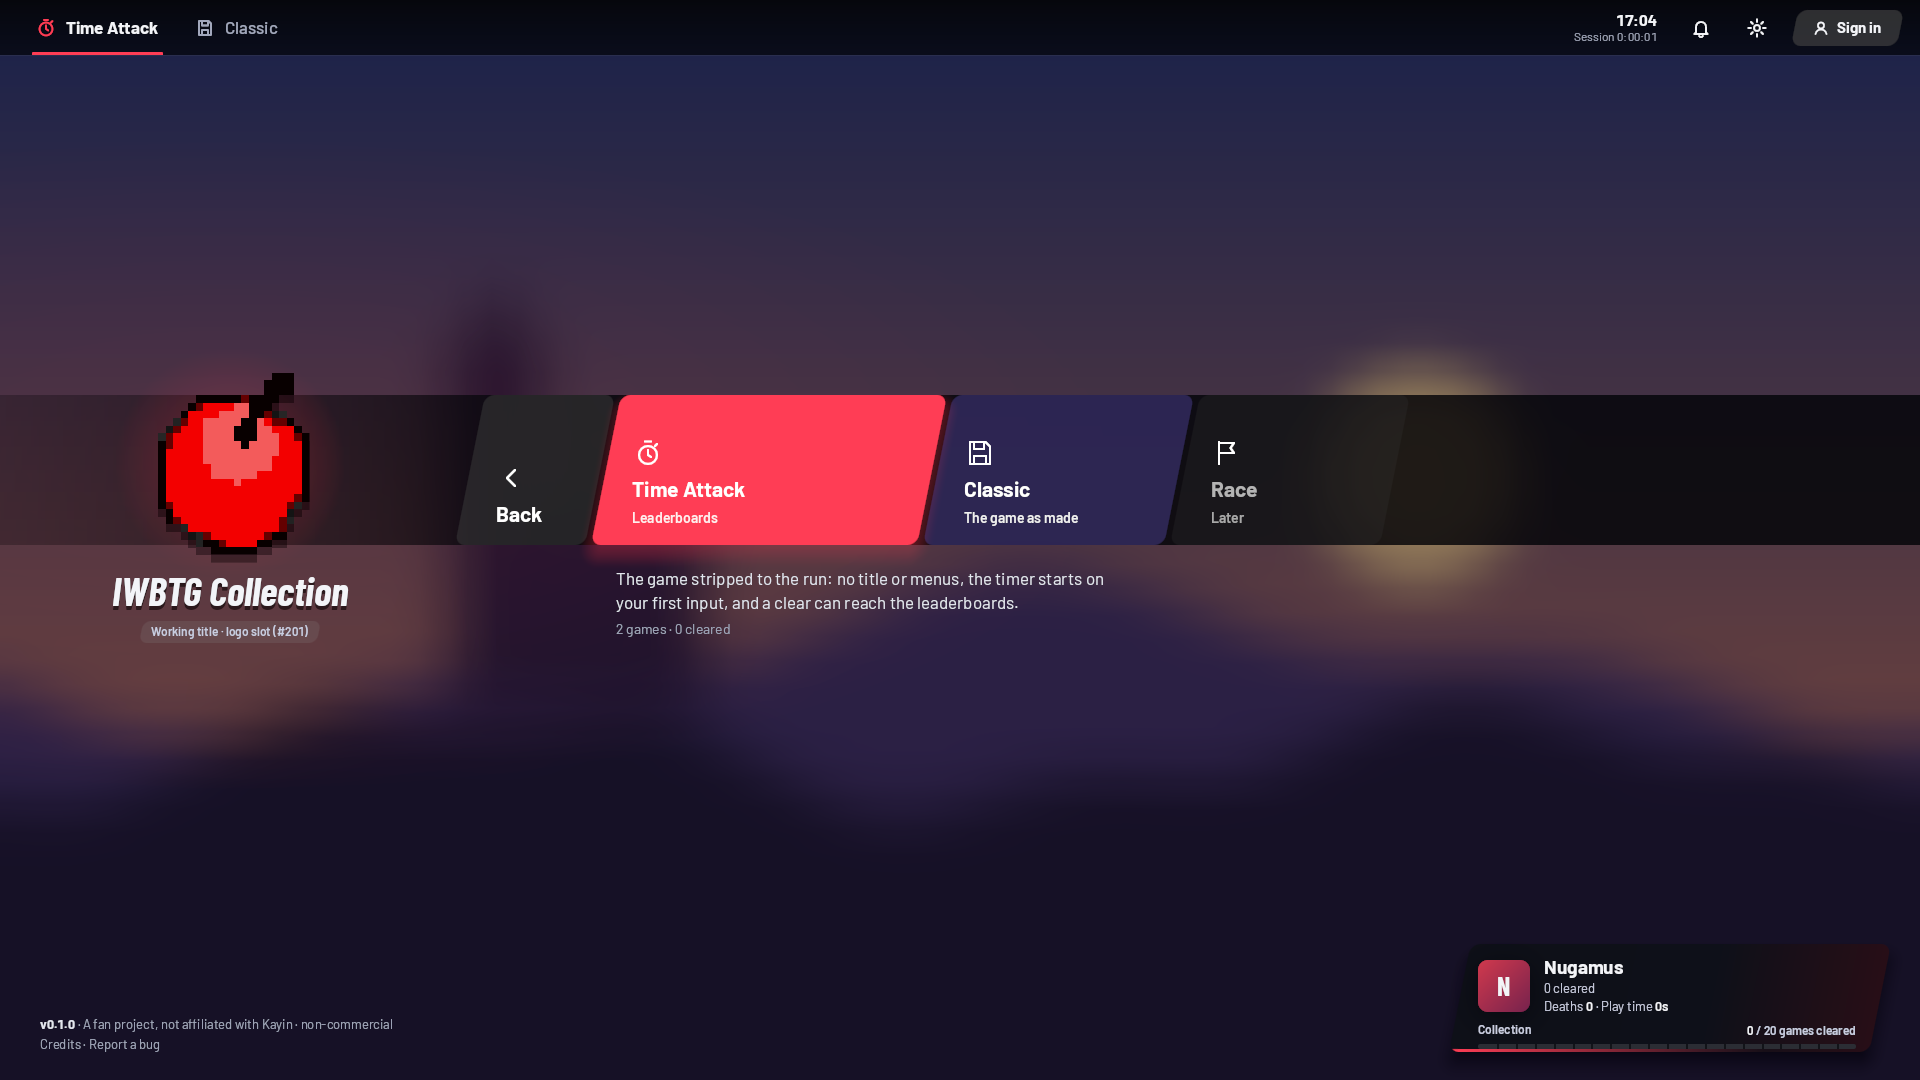 Time Attack
Classic
17:04
Session 0:00:01
Sign in
Back
Time Attack
Leaderboards
Classic
The game as made
Race
Later
IWBTG Collection
Working title · logo slot (#201)
The game stripped to the run: no title or menus, the timer starts on
your first input, and a clear can reach the leaderboards.
2 games · 0 cleared
N
Nugamus
0 cleared
Deaths 0 · Play time 0s
Collection
0 / 20 games cleared
v0.1.0 · A fan project, not affiliated with Kayin · non-commercial
Credits · Report a bug